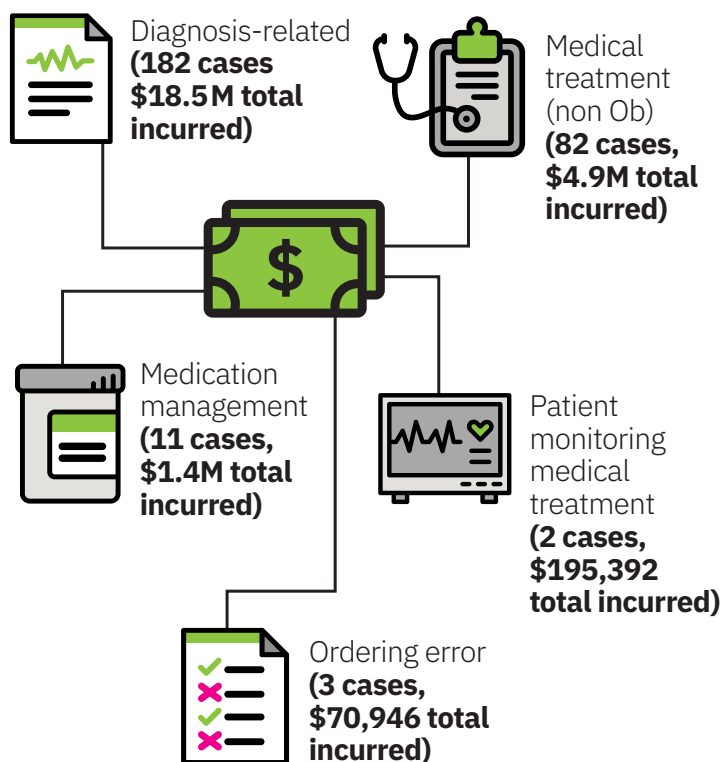 Diagnosis-related
(182 cases
$18.5M total
incurred)
Medical
treatment
(non Ob)
(82 cases,
$4.9M total
incurred)
$
Medication
management
(11 cases,
$1.4M total
incurred)
Patient
monitoring
medical
treatment
(2 cases,
$195,392
total incurred)
Ordering error
(3 cases,
$70,946 total
incurred)